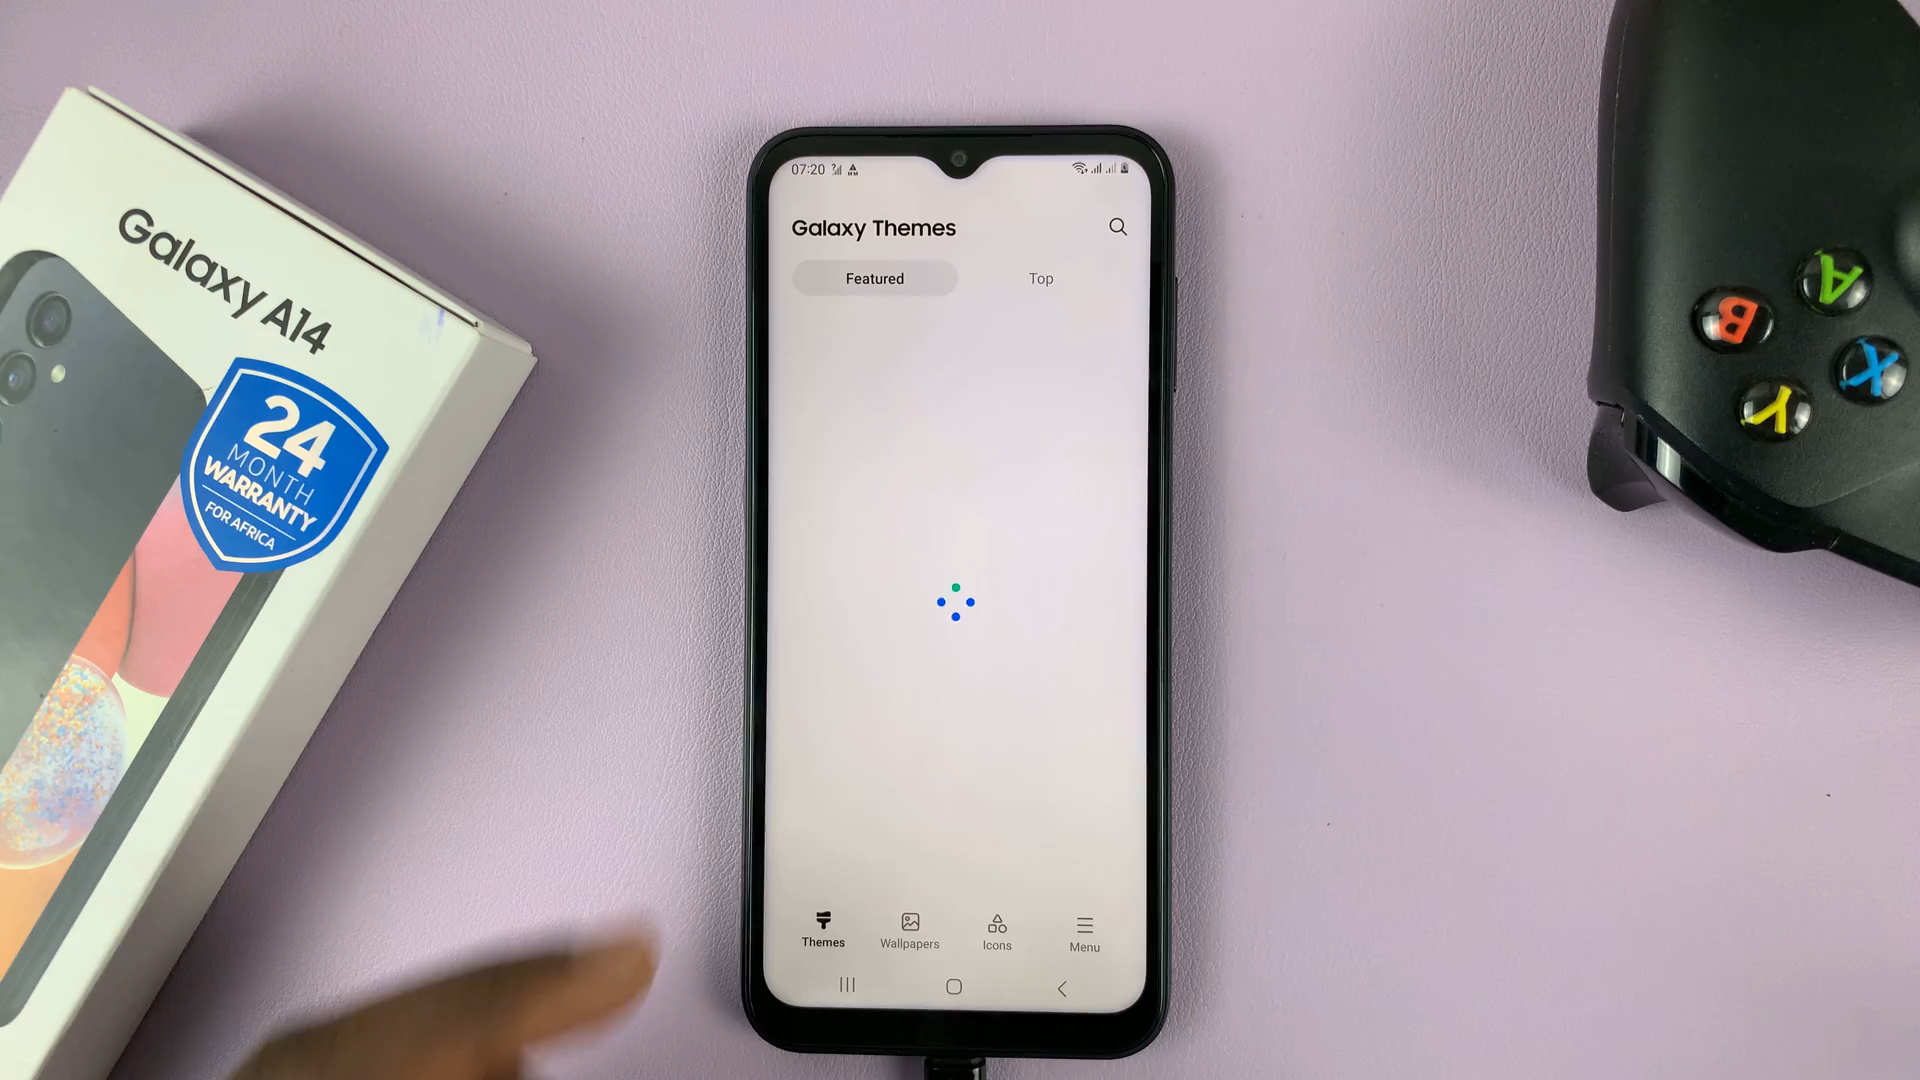 Galaxy A14
24
MONTH
WARRANTY
FOR AFRICA
07:20
Galaxy Themes
Featured
Top
Themes
Wallpapers
Icons
Menu
A
B
X
Y